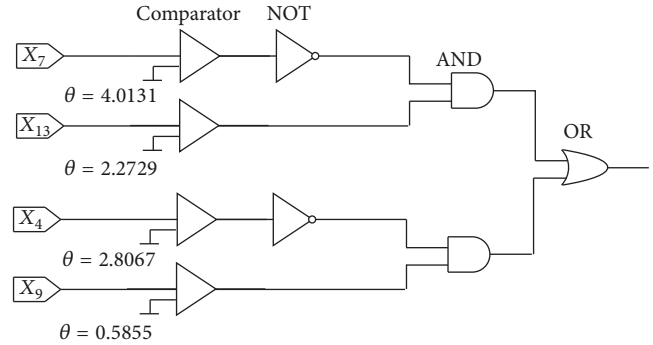 Comparator NOT
X7
AND
θ = 4.0131
X13
OR
θ = 2.2729
X4
θ = 2.8067
X9
θ = 0.5855